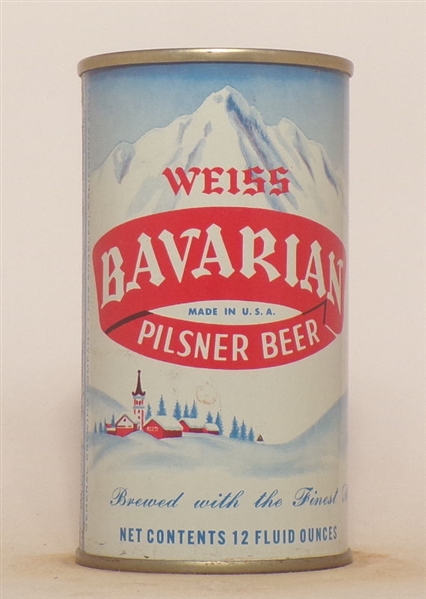 WEISS
BAVARIAN
MADE IN U.S.A.
PILSNER BEER
Brewed with the Finest
NET CONTENTS 12 FLUID OUNCES